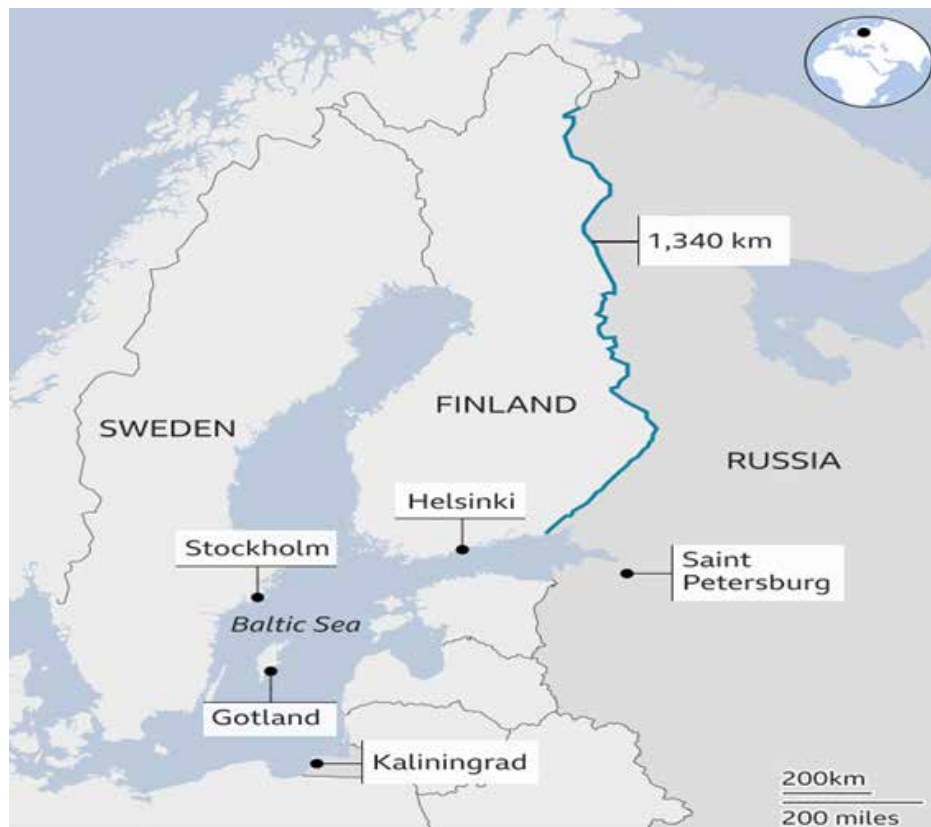 1,340 km
SWEDEN
FINLAND
RUSSIA
Helsinki
Stockholm
Saint
Petersburg
Baltic Sea
Gotland
Kaliningrad
200km
200 miles